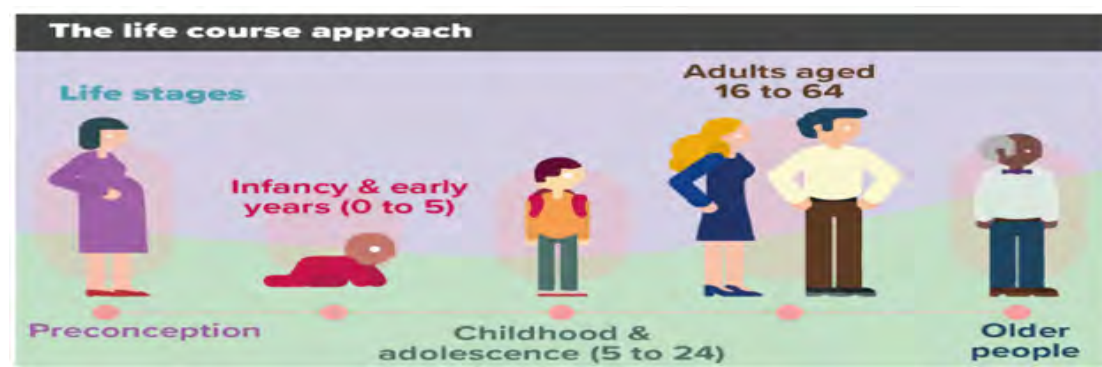 The life course approach
Life stages
Adults aged
16 to 64
Infancy & early
years (0 to 5)
Preconception
Childhood &
adolescence (5 to 24)
Older
people